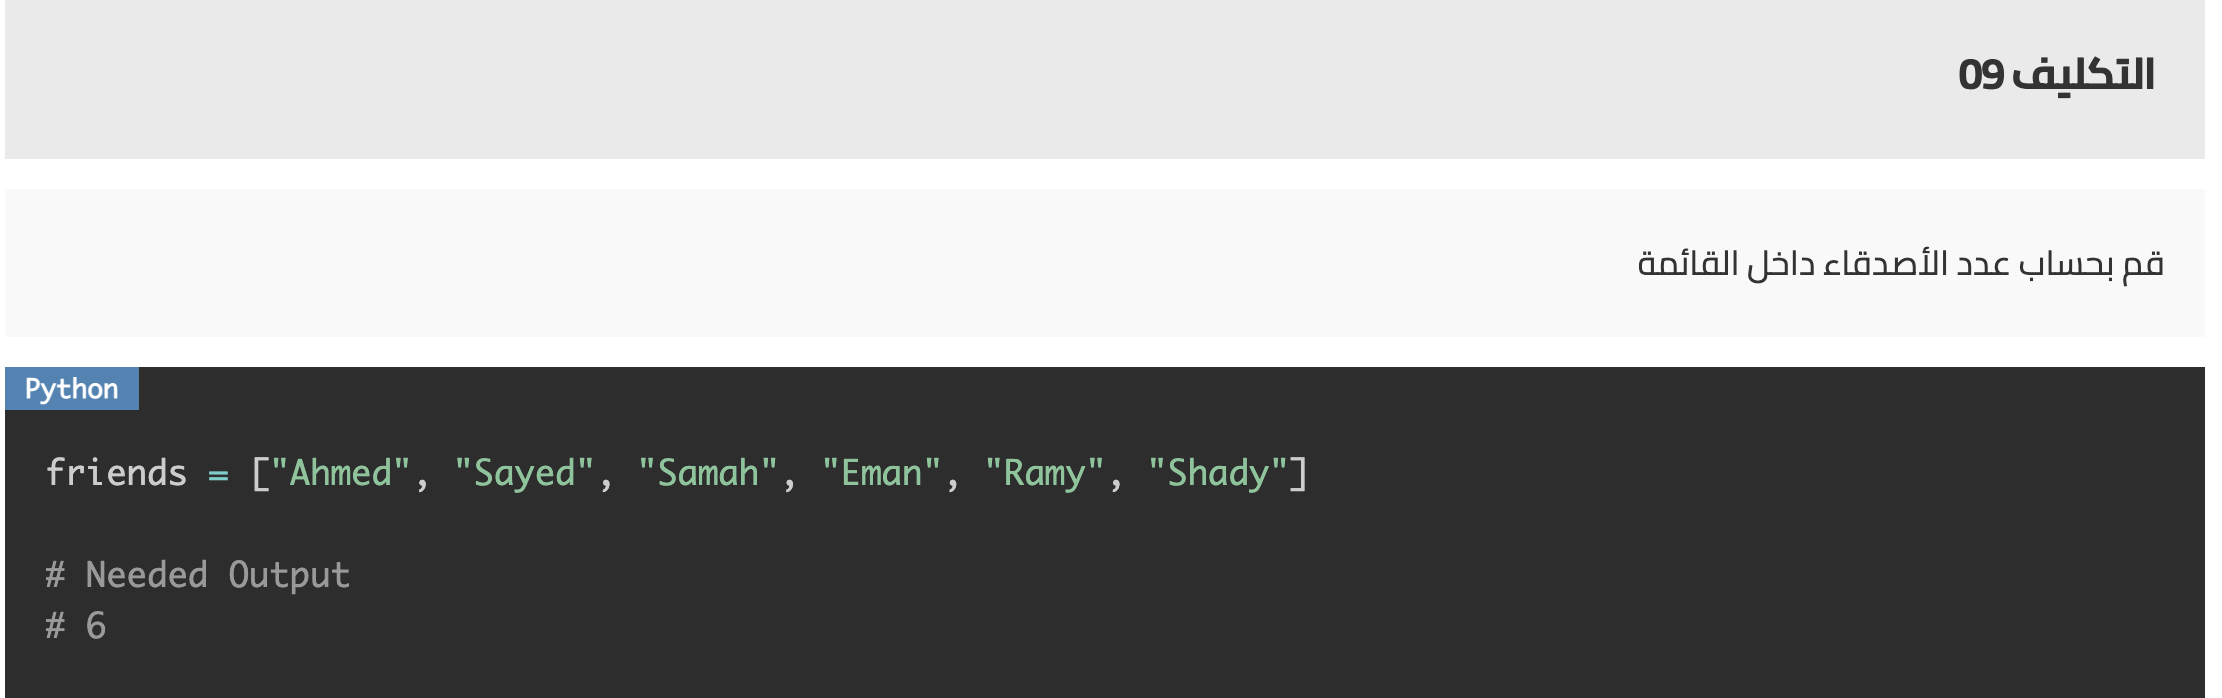 التكليف 09
قم بحساب عدد الأصدقاء داخل القائمة
Python
friends = ["Ahmed", "Sayed", "Samah", "Eman", "Ramy", "Shady"]
# Needed Output
# 6